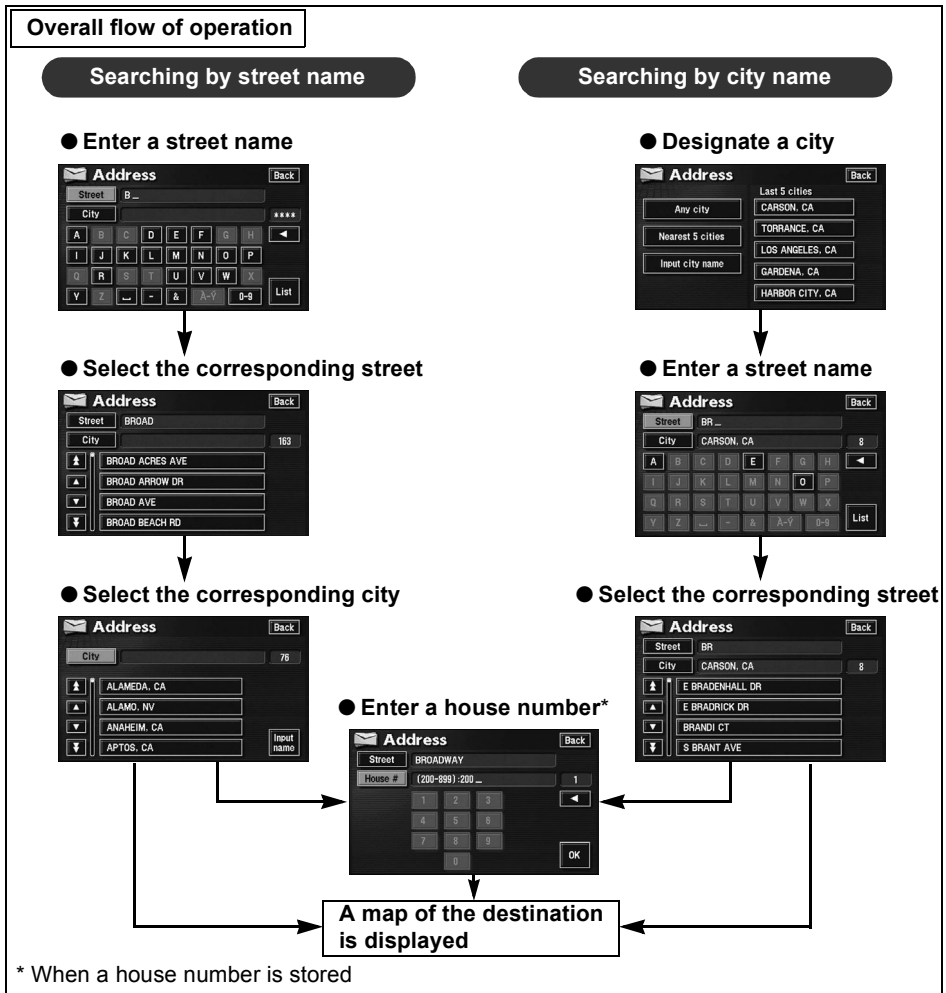 Overall flow of operation
Searching by street name
● Enter a street name
Address Back
Street B_
City ****
A B C D E F G H ◄
I J K L M N O P
Q R S T U V W X
Y Z ⎵ - & À-Ý 0-9 List
● Select the corresponding street
Address Back
Street BROAD
City 163
BROAD ACRES AVE
BROAD ARROW DR
BROAD AVE
BROAD BEACH RD
● Select the corresponding city
Address Back
City 76
ALAMEDA, CA
ALAMO, NV
ANAHEIM, CA
APTOS, CA
Input
name
Searching by city name
● Designate a city
Address Back
Last 5 cities
Any city CARSON, CA
TORRANCE, CA
Nearest 5 cities
LOS ANGELES, CA
Input city name
GARDENA, CA
HARBOR CITY, CA
● Enter a street name
Address Back
Street BR_
City CARSON, CA 8
A B C D E F G H ◄
I J K L M N O P
Q R S T U V W X
Y Z ⎵ - & À-Ý 0-9 List
● Select the corresponding street
Address Back
Street BR
City CARSON, CA 8
E BRADENHALL DR
E BRADRICK DR
BRANDI CT
S BRANT AVE
● Enter a house number*
Address Back
Street BROADWAY
House # (200-899) :200 _ 1
1 2 3 ◄
4 5 6
7 8 9
0 OK
A map of the destination
is displayed
* When a house number is stored